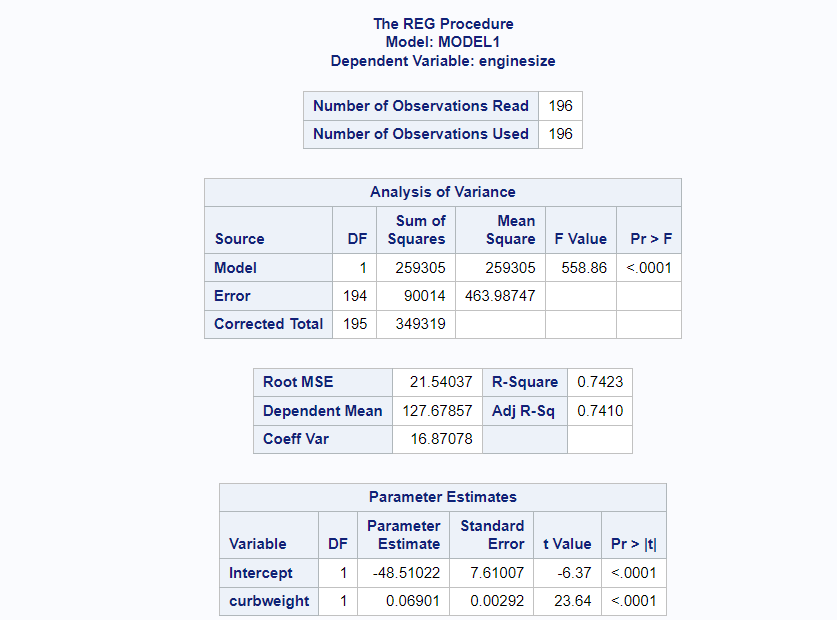 The REG Procedure
Model: MODEL1
Dependent Variable: enginesize
Number of Observations Read 196
Number of Observations Used 196
Analysis of Variance
Source DF Sum of Squares Mean Square F Value Pr > F
Model 1 259305 259305 558.86 <.0001
Error 194 90014 463.98747
Corrected Total 195 349319
Root MSE 21.54037 R-Square 0.7423
Dependent Mean 127.67857 Adj R-Sq 0.7410
Coeff Var 16.87078
Parameter Estimates
Variable DF Parameter Estimate Standard Error t Value Pr > |t|
Intercept 1 -48.51022 7.61007 -6.37 <.0001
curbweight 1 0.06901 0.00292 23.64 <.0001